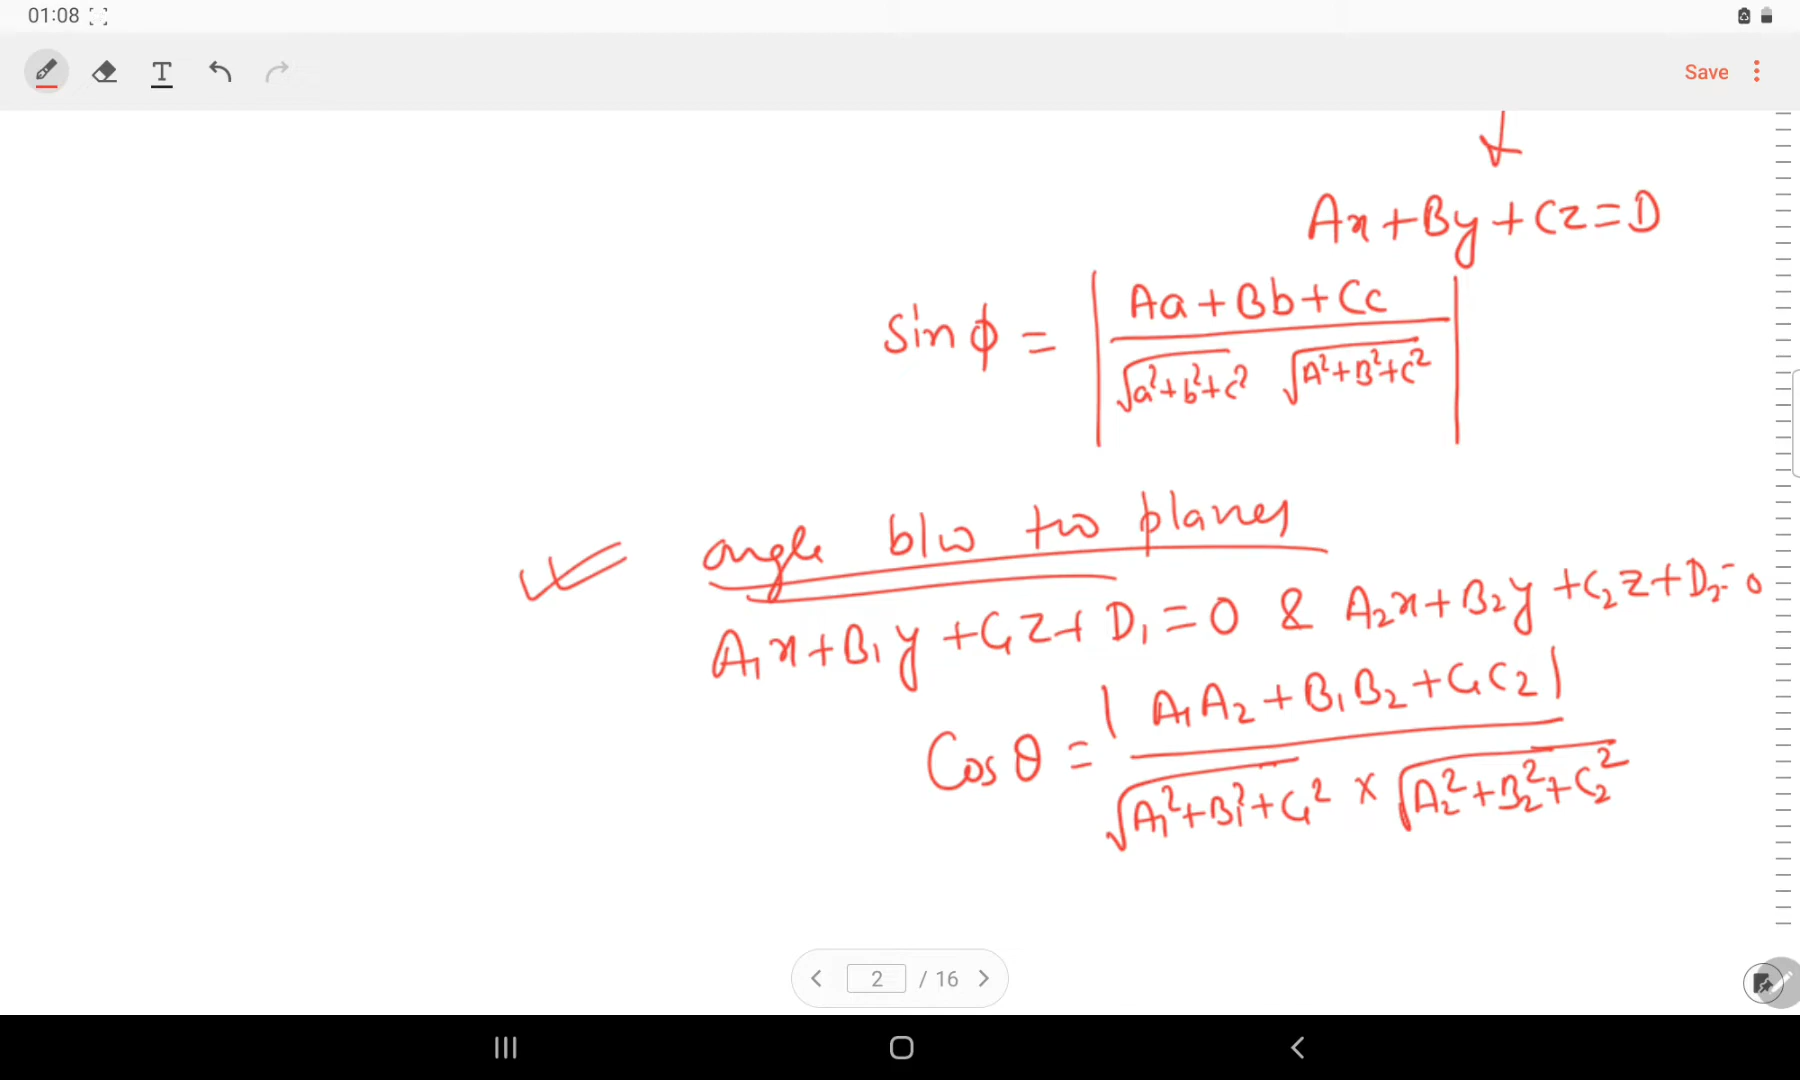 01:08
T
Save
Ax+By+Cz=D
Sin ϕ = | Aa+Bb+Cc / √a²+b²+c² √A²+B²+C² |
angle b/w two planes
A₁x+B₁y+C₁z+D₁=0 & A₂x+B₂y+C₂z+D₂=0
Cos θ = |A₁A₂+B₁B₂+C₁C₂| / √A₁²+B₁²+C₁² × √A₂²+B₂²+C₂²
2 / 16